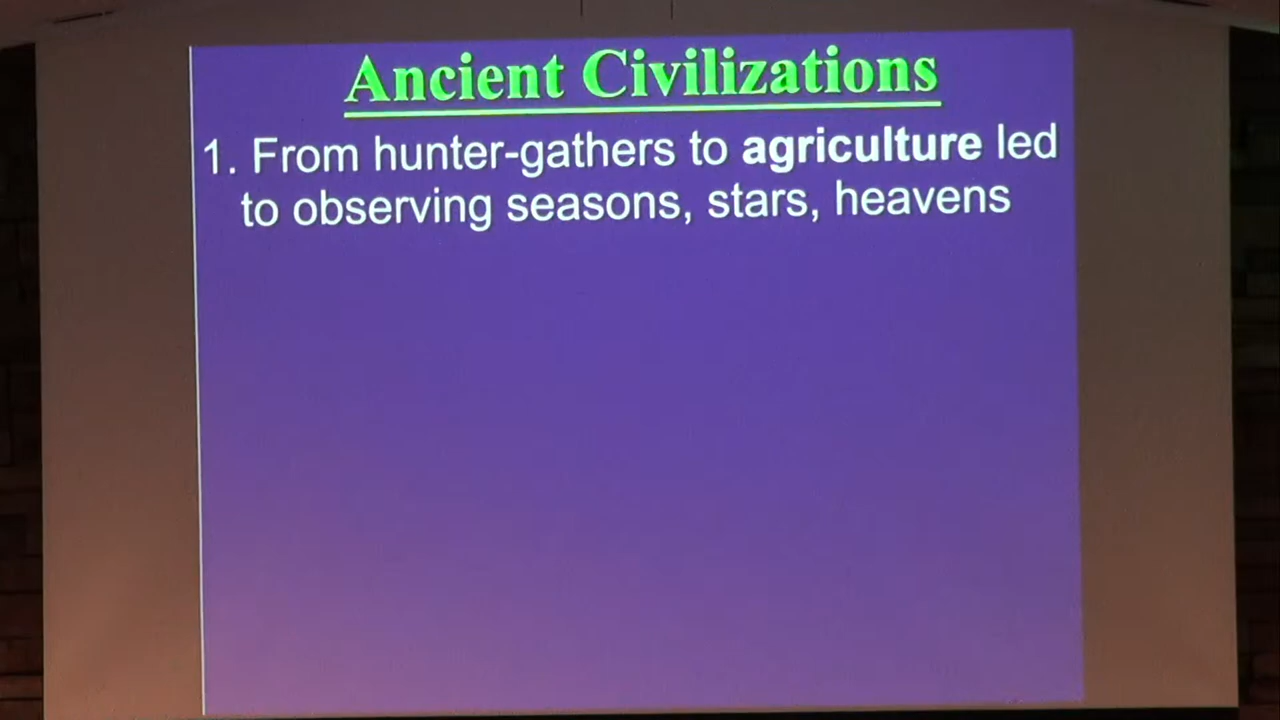 Ancient Civilizations
1. From hunter-gathers to agriculture led
to observing seasons, stars, heavens